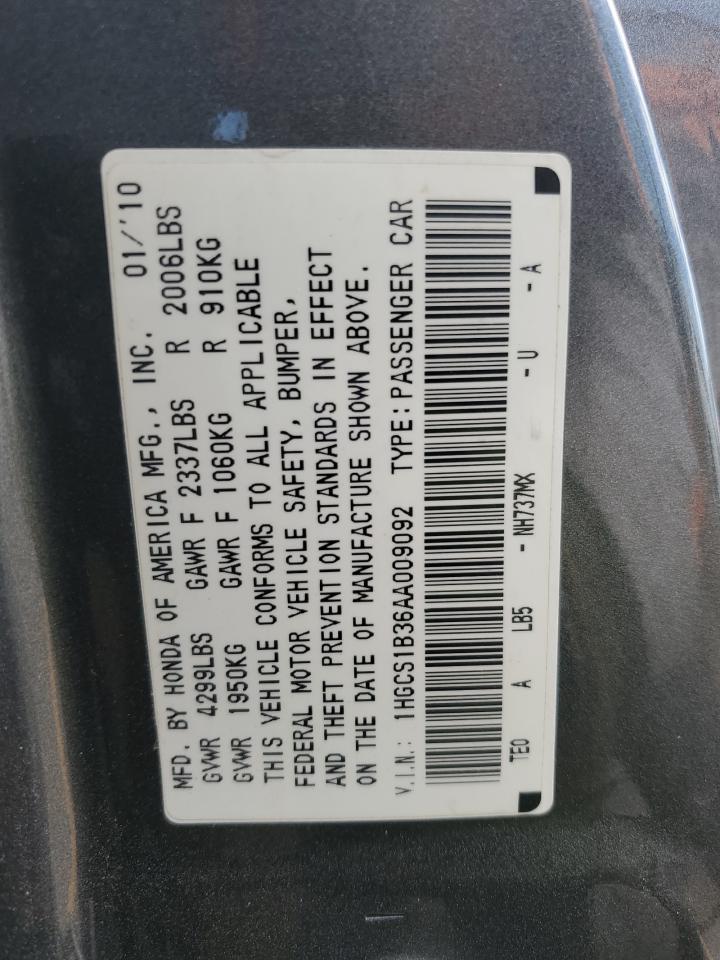 MFD. BY HONDA OF AMERICA MFG., INC. 01/'10
GVWR 4299LBS GAWR F 2337LBS R 2006LBS
GVWR 1950KG GAWR F 1060KG R 910KG
THIS VEHICLE CONFORMS TO ALL APPLICABLE
FEDERAL MOTOR VEHICLE SAFETY, BUMPER,
AND THEFT PREVENTION STANDARDS IN EFFECT
ON THE DATE OF MANUFACTURE SHOWN ABOVE.
V.I.N.: 1HGCS1B36AA009092 TYPE:PASSENGER CAR
TE0 A LB5 - NH737MX - U - A